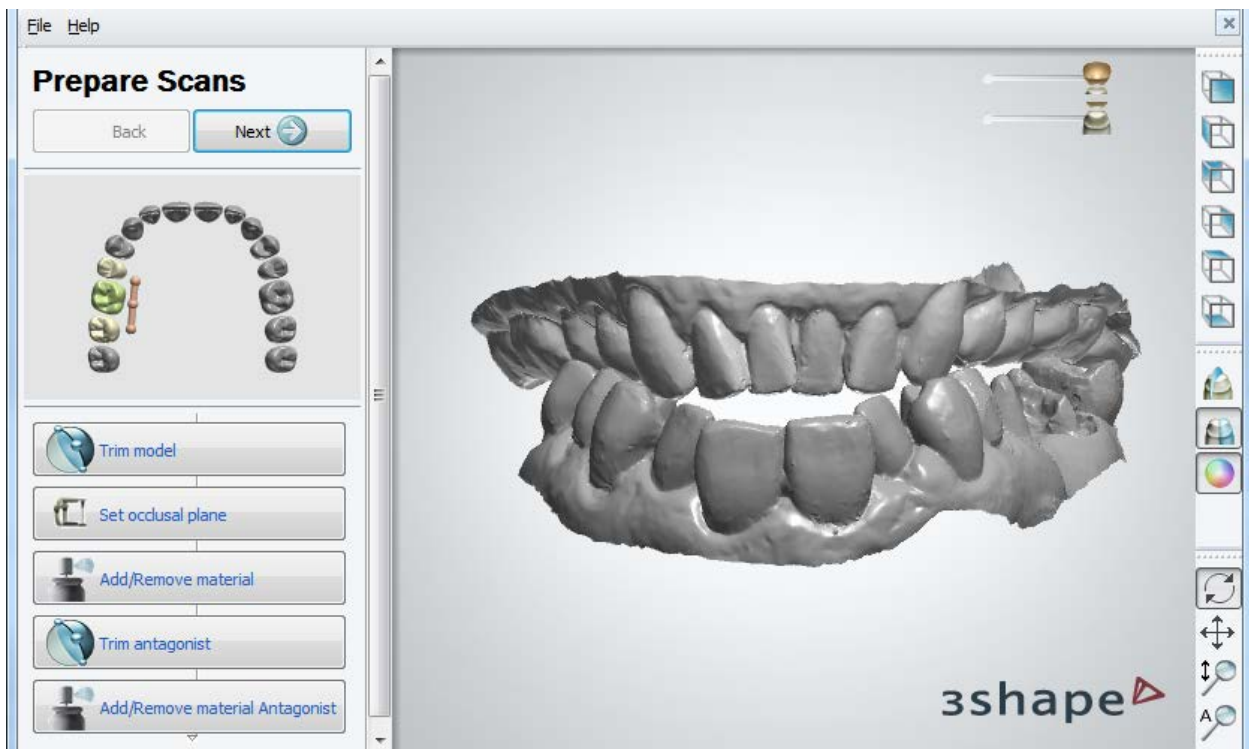 File Help
Prepare Scans
Back Next
Trim model
Set occlusal plane
Add/Remove material
Trim antagonist
Add/Remove material Antagonist
3shape
A